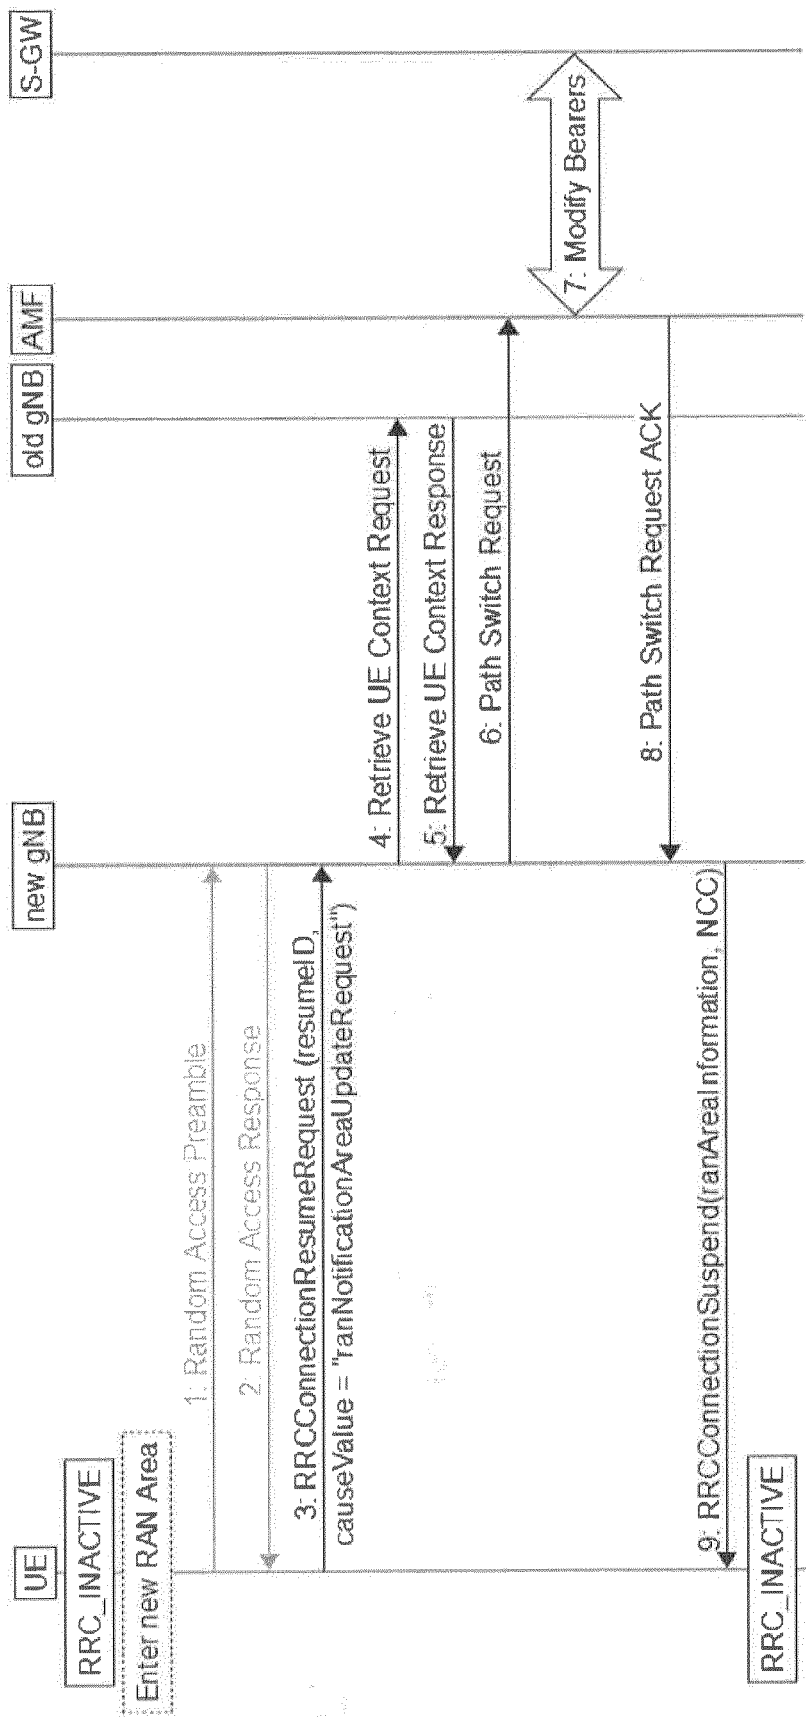 UE
new gNB
old gNB
AMF
S-GW
RRC_INACTIVE
Enter new RAN Area
1: Random Access Preamble
2: Random Access Response
3: RRCConnectionResumeRequest (resumeID,
causeValue = "ranNotificationAreaUpdateRequest")
4: Retrieve UE Context Request
5: Retrieve UE Context Response
6: Path Switch Request
7: Modify Bearers
8: Path Switch Request ACK
9: RRCConnectionSuspend(ranAreaInformation, NCC)
RRC_INACTIVE